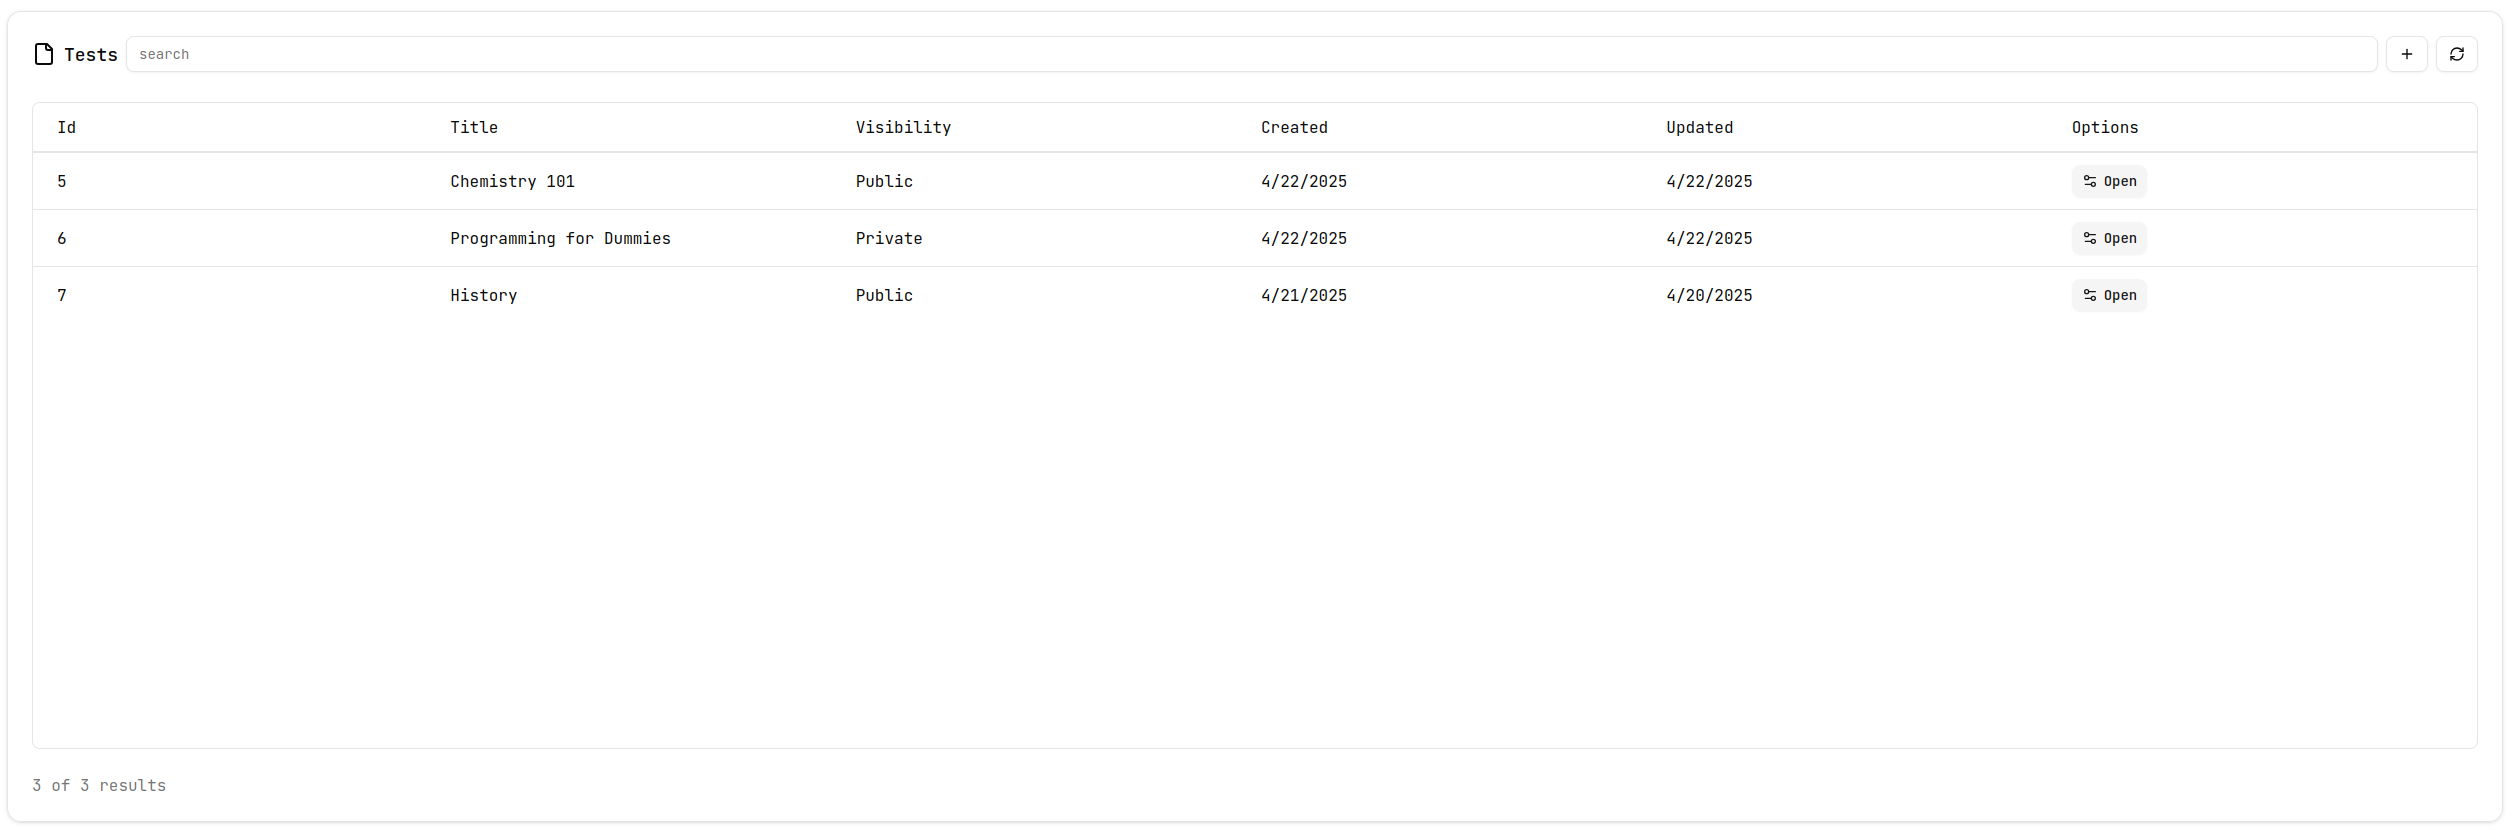 Tests search
Id Title Visibility Created Updated Options
5 Chemistry 101 Public 4/22/2025 4/22/2025 Open
6 Programming for Dummies Private 4/22/2025 4/22/2025 Open
7 History Public 4/21/2025 4/20/2025 Open
3 of 3 results